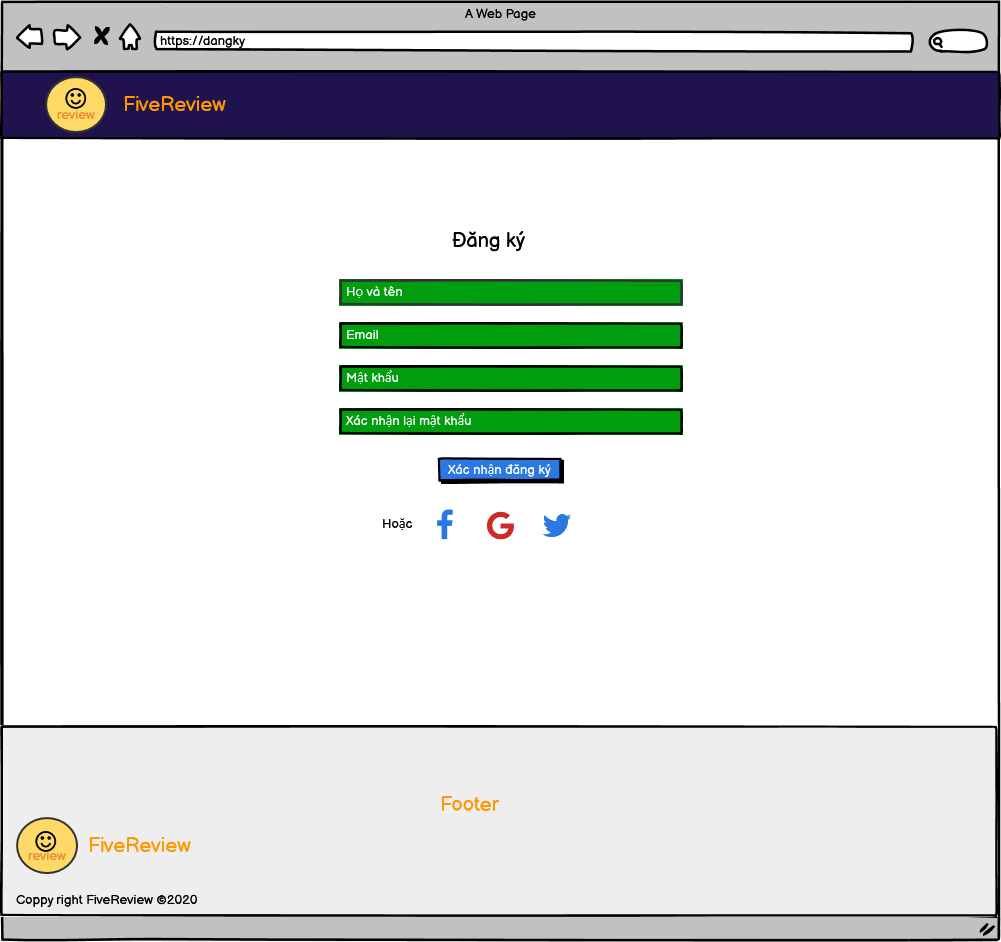 A Web Page
https://dangky
review
FiveReview
Đăng ký
Họ và tên
Email
Mật khẩu
Xác nhận lại mật khẩu
Xác nhận đăng ký
Hoặc
Footer
review
FiveReview
Coppy right FiveReview ©2020